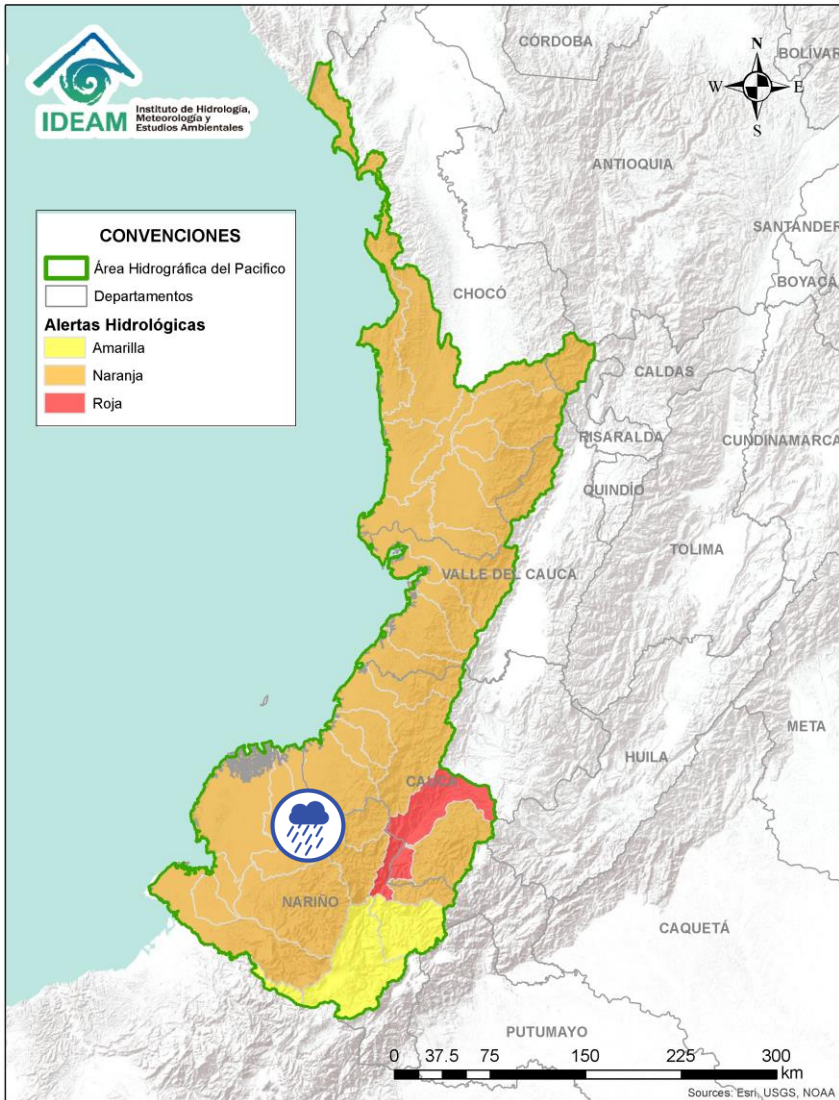 IDEAM
Instituto de Hidrología,
Meteorología y
Estudios Ambientales
CÓRDOBA
BOLÍVAR
N
W
E
S
ANTIOQUIA
SANTANDER
BOYACÁ
CONVENCIONES
Área Hidrográfica del Pacifico
Departamentos
Alertas Hidrológicas
Amarilla
Naranja
Roja
CHOCÓ
CALDAS
RISARALDA
CUNDINAMARCA
QUINDÍO
TOLIMA
VALLE DEL CAUCA
META
HUILA
CAUCA
NARIÑO
CAQUETÁ
PUTUMAYO
0 37.5 75 150 225 300
km
Sources: Esri, USGS, NOAA